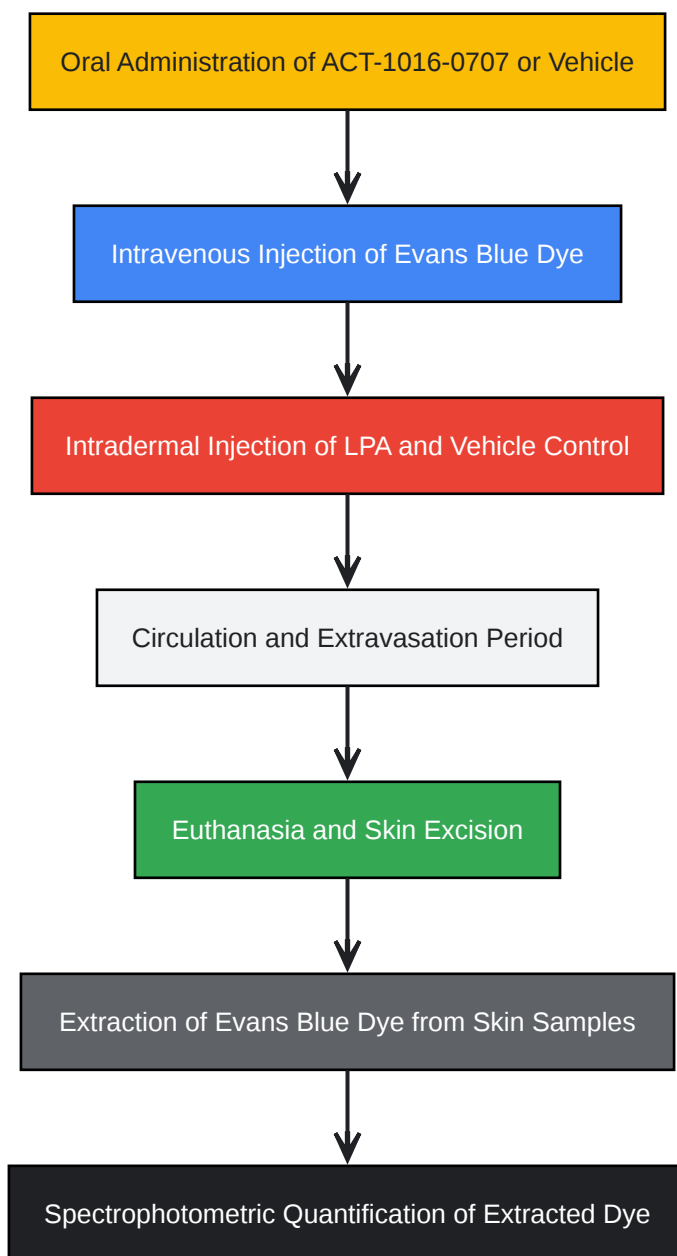 Oral Administration of ACT-1016-0707 or Vehicle
Intravenous Injection of Evans Blue Dye
Intradermal Injection of LPA and Vehicle Control
Circulation and Extravasation Period
Euthanasia and Skin Excision
Extraction of Evans Blue Dye from Skin Samples
Spectrophotometric Quantification of Extracted Dye